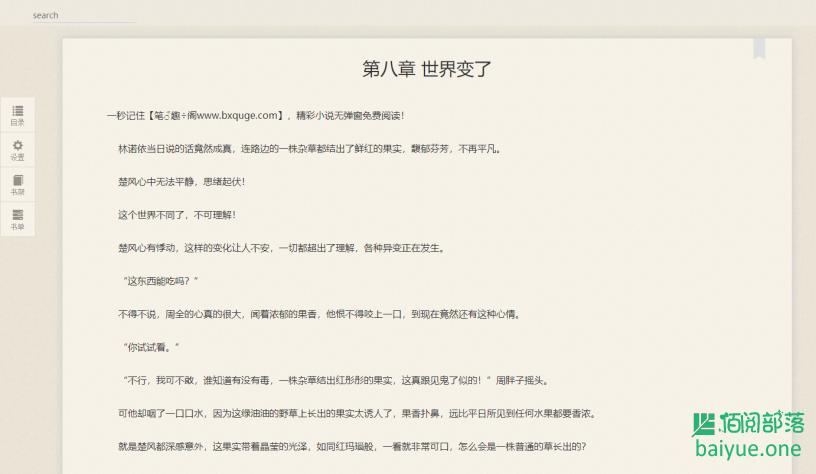 search
第八章 世界变了
目录
设置
书架
书单
一秒记住【笔♂趣÷阁www.bxquge.com】，精彩小说无弹窗免费阅读！
林诺依当日说的话竟然成真，连路边的一株杂草都结出了鲜红的果实，馥郁芬芳，不再平凡。
楚风心中无法平静，思绪起伏！
这个世界不同了，不可理解！
楚风心有悸动，这样的变化让人不安，一切都超出了理解，各种异变正在发生。
“这东西能吃吗？”
不得不说，周全的心真的很大，闻着浓郁的果香，他恨不得咬上一口，到现在竟然还有这种心情。
“你试试看。”
“不行，我可不敢，谁知道有没有毒，一株杂草结出红彤彤的果实，这真跟见鬼了似的！”周胖子摇头。
可他却咽了一口口水，因为这绿油油的野草上长出的果实太诱人了，果香扑鼻，远比平日所见到任何水果都要香浓。
就是楚风都深感意外，这果实带着晶莹的光泽，如同红玛瑙般，一看就非常可口，怎么会是一株普通的草长出的？
佰阅部落
baiyue.one